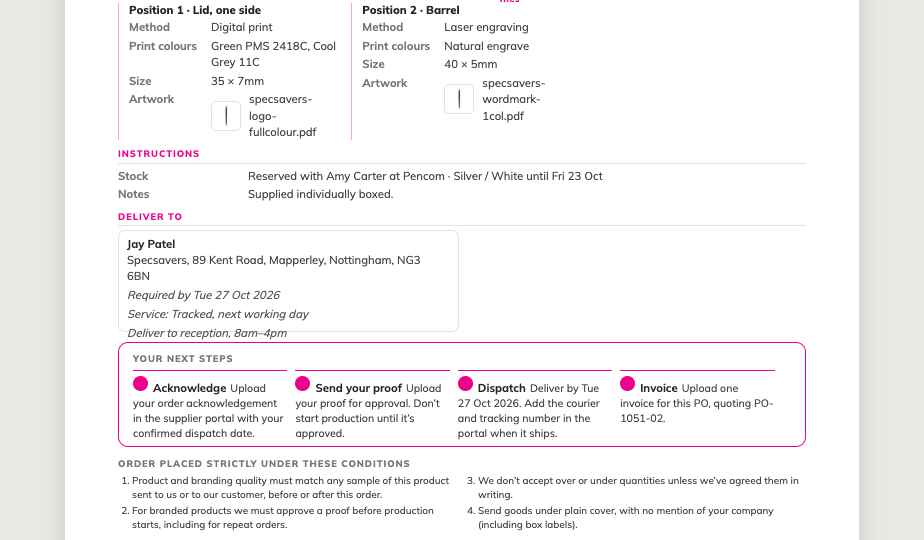 Position 1 · Lid, one side
Method Digital print
Print colours Green PMS 2418C, Cool
Grey 11C
Size 35 × 7mm
Artwork specsavers-
logo-
fullcolour.pdf
Position 2 · Barrel
Method Laser engraving
Print colours Natural engrave
Size 40 × 5mm
Artwork specsavers-
wordmark-
1col.pdf
INSTRUCTIONS
Stock Reserved with Amy Carter at Pencom · Silver / White until Fri 23 Oct
Notes Supplied individually boxed.
DELIVER TO
Jay Patel
Specsavers, 89 Kent Road, Mapperley, Nottingham, NG3
6BN
Required by Tue 27 Oct 2026
Service: Tracked, next working day
Deliver to reception, 8am–4pm
YOUR NEXT STEPS
Acknowledge Upload
your order acknowledgement
in the supplier portal with your
confirmed dispatch date.
Send your proof Upload
your proof for approval. Don’t
start production until it’s
approved.
Dispatch Deliver by Tue
27 Oct 2026. Add the courier
and tracking number in the
portal when it ships.
Invoice Upload one
invoice for this PO, quoting PO-
1051-02.
ORDER PLACED STRICTLY UNDER THESE CONDITIONS
1. Product and branding quality must match any sample of this product
sent to us or to our customer, before or after this order.
2. For branded products we must approve a proof before production
starts, including for repeat orders.
3. We don’t accept over or under quantities unless we’ve agreed them in
writing.
4. Send goods under plain cover, with no mention of your company
(including box labels).